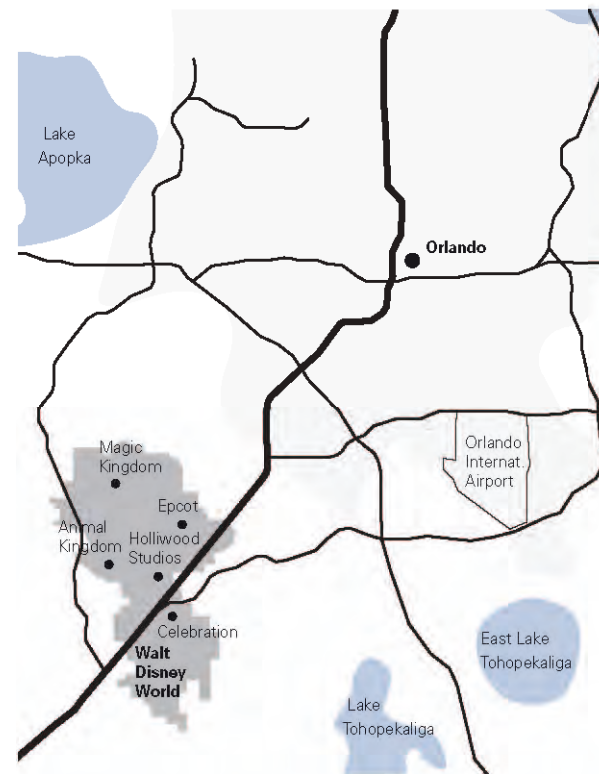 Lake
Apopka
Orlando
Magic
Kingdom
Orlando
Internat.
Airport
Epcot
Animal
Kingdom
Holliwood
Studios
Celebration
Walt
Disney
World
East Lake
Tohopekaliga
Lake
Tohopekaliga